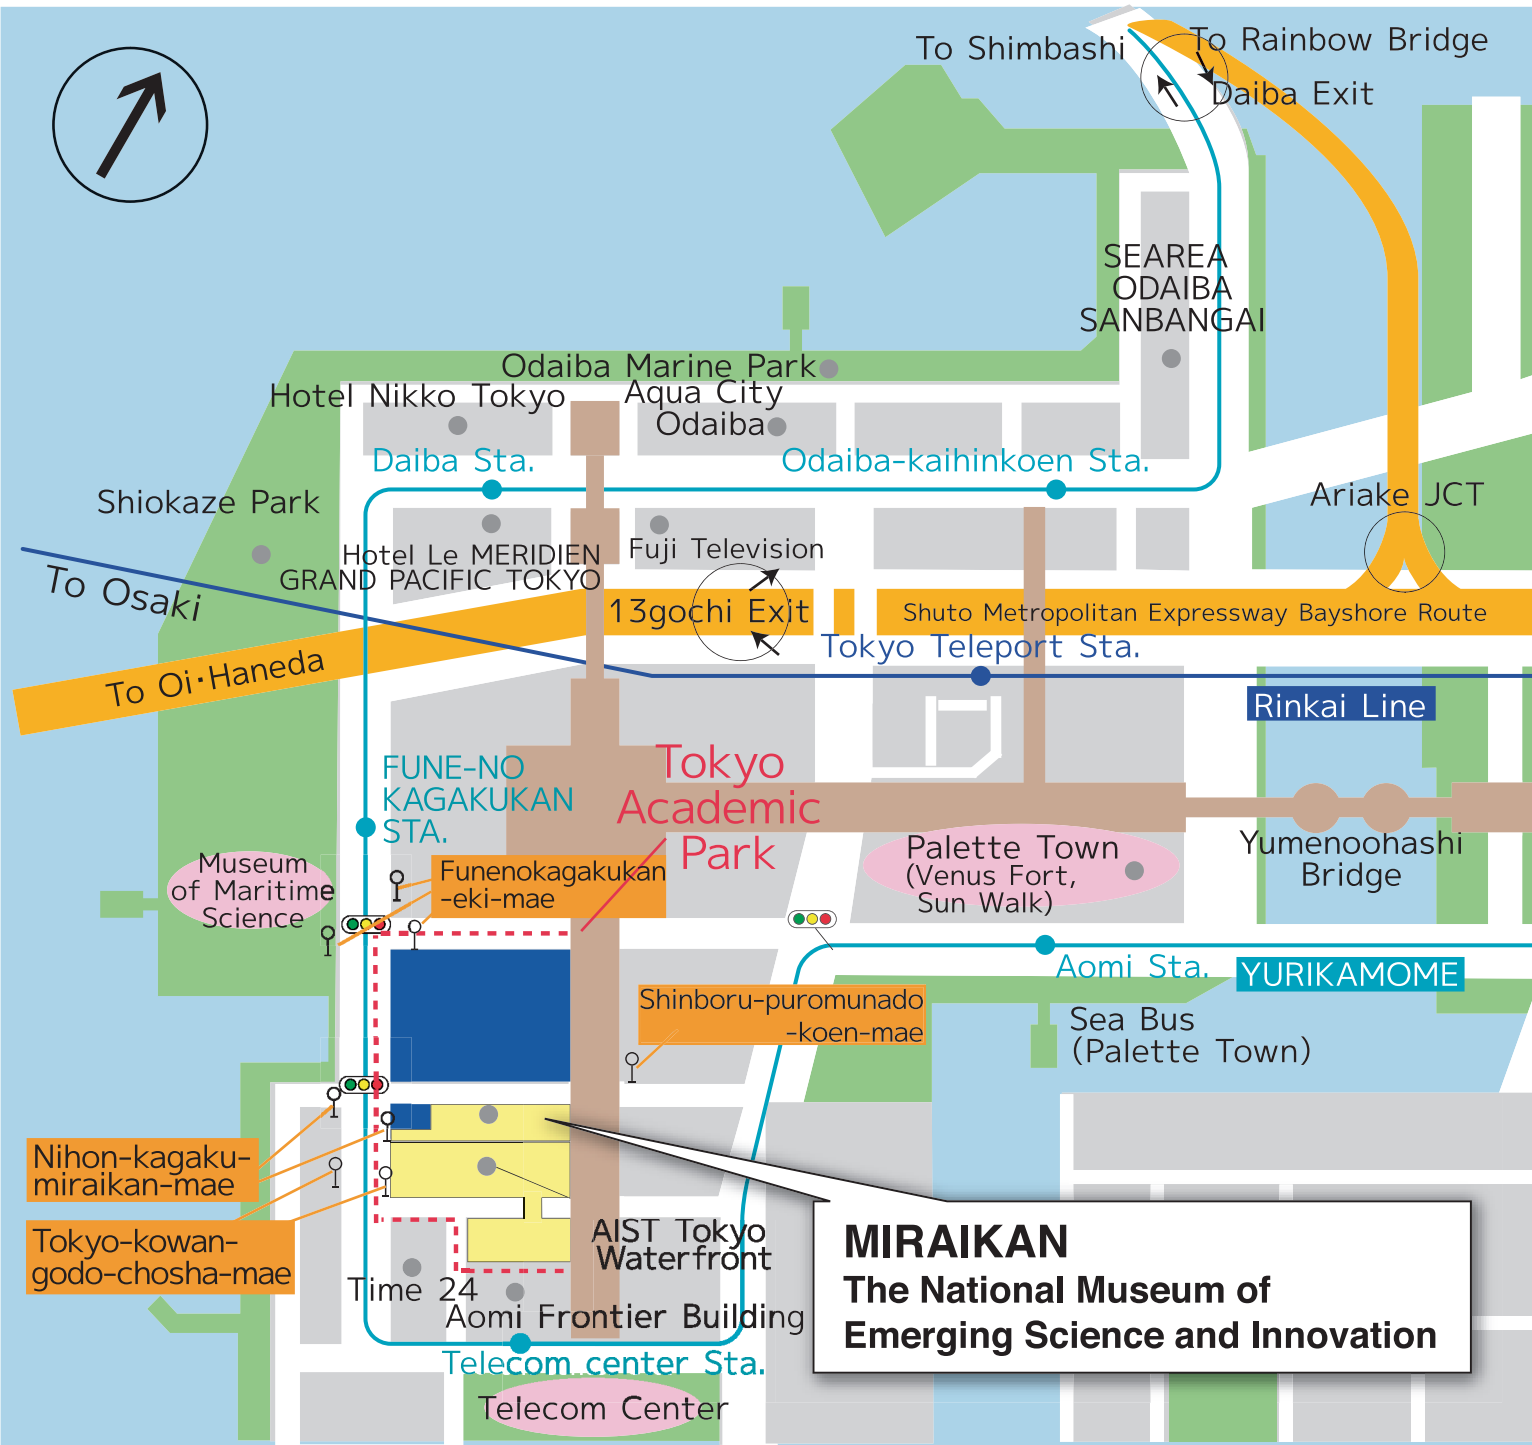 To Shimbashi
To Rainbow Bridge
Daiba Exit
SEAREA
ODAIBA
SANBANGAI
Odaiba Marine Park
Hotel Nikko Tokyo
Aqua City
Odaiba
Daiba Sta.
Odaiba-kaihinkoen Sta.
Shiokaze Park
Ariake JCT
Hotel Le MERIDIEN
GRAND PACIFIC TOKYO
Fuji Television
To Osaki
13gochi Exit
Shuto Metropolitan Expressway Bayshore Route
Tokyo Teleport Sta.
To Oi·Haneda
Rinkai Line
FUNE-NO
KAGAKUKAN
STA.
Tokyo
Academic
Park
Museum
of Maritime
Science
Funenokagakukan
-eki-mae
Palette Town
(Venus Fort,
Sun Walk)
Yumenoohashi
Bridge
Aomi Sta.
YURIKAMOME
Shinboru-puromunado
-koen-mae
Sea Bus
(Palette Town)
Nihon-kagaku-
miraikan-mae
Tokyo-kowan-
godo-chosha-mae
AIST Tokyo
Waterfront
MIRAIKAN
The National Museum of
Emerging Science and Innovation
Time 24
Aomi Frontier Building
Telecom center Sta.
Telecom Center